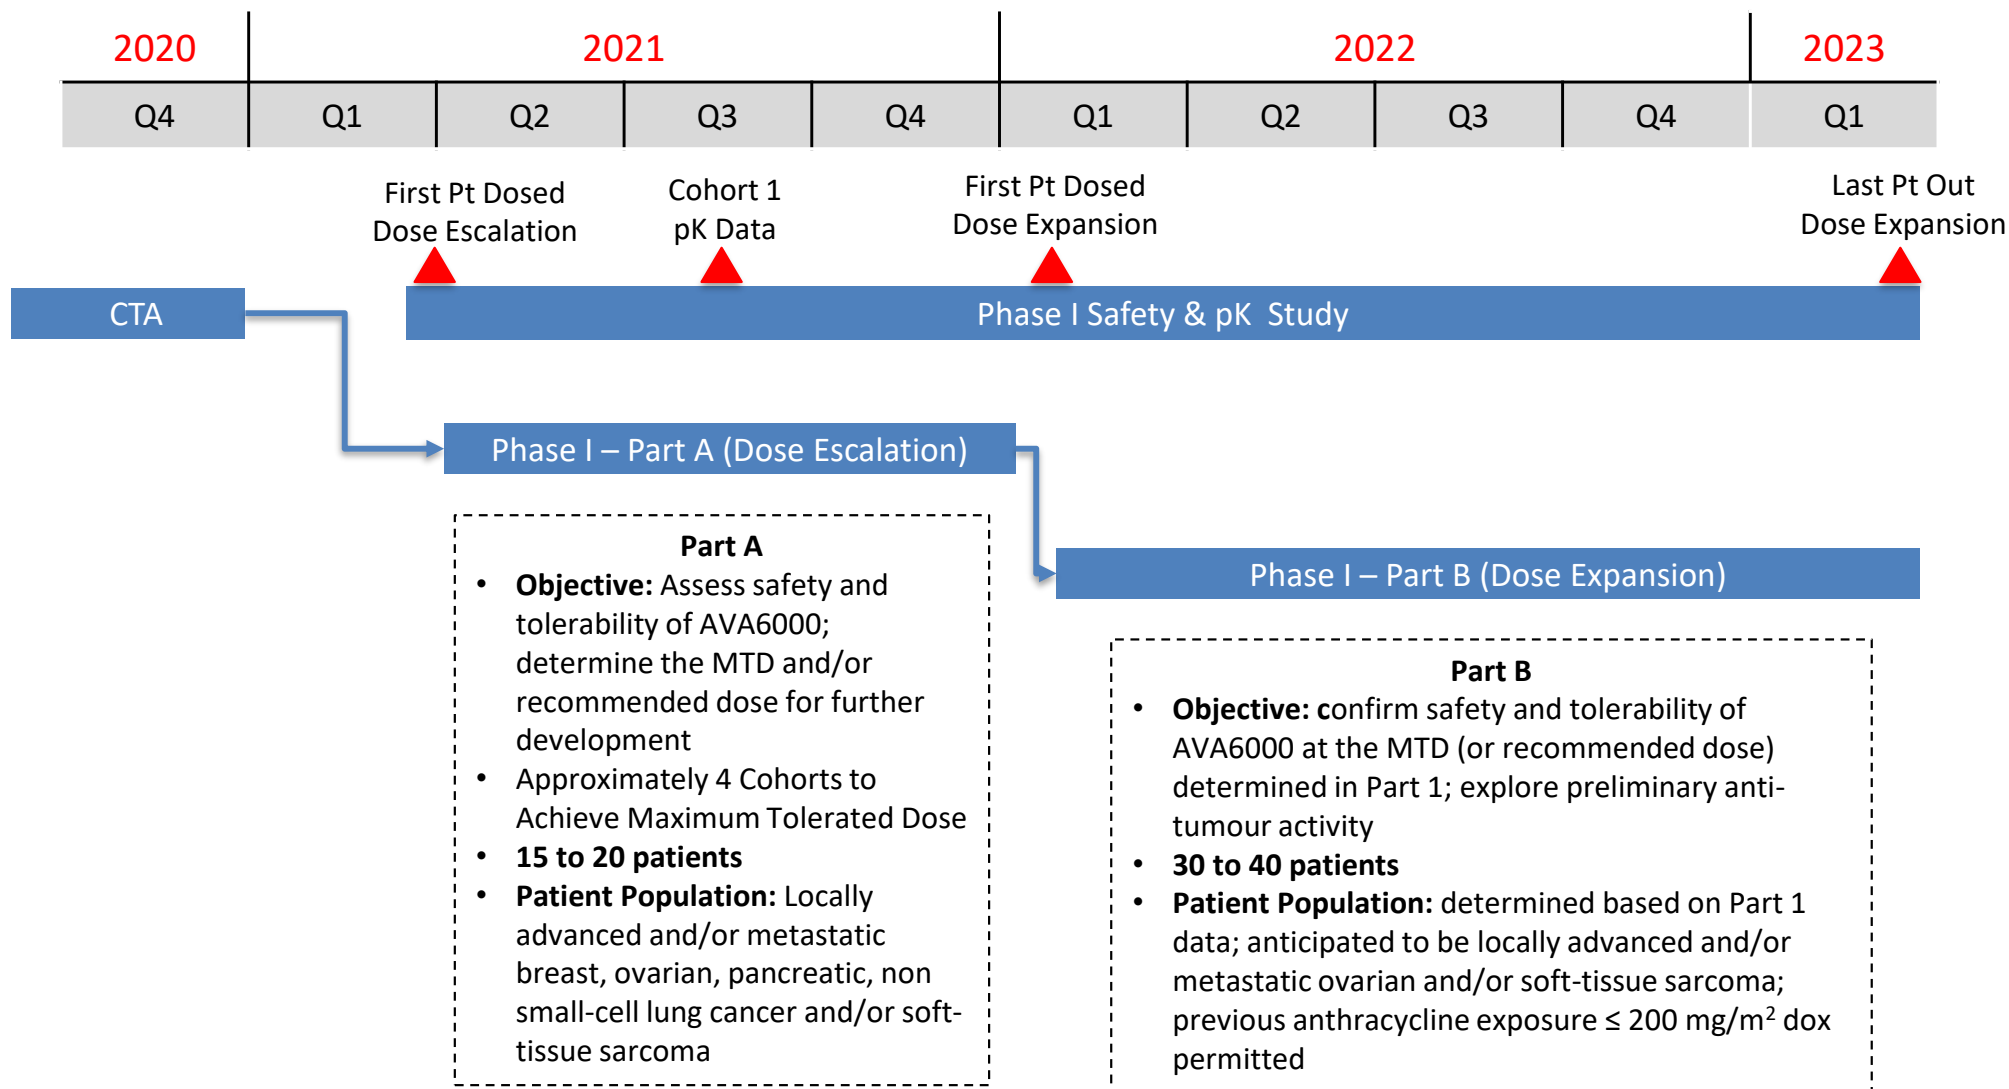 2020 2021 2022 2023
Q4 Q1 Q2 Q3 Q4 Q1 Q2 Q3 Q4 Q1
First Pt Dosed
Dose Escalation
Cohort 1
pK Data
First Pt Dosed
Dose Expansion
Last Pt Out
Dose Expansion
CTA
Phase I Safety & pK Study
Phase I – Part A (Dose Escalation)
Part A
• Objective: Assess safety and
tolerability of AVA6000;
determine the MTD and/or
recommended dose for further
development
• Approximately 4 Cohorts to
Achieve Maximum Tolerated Dose
• 15 to 20 patients
• Patient Population: Locally
advanced and/or metastatic
breast, ovarian, pancreatic, non
small-cell lung cancer and/or soft-
tissue sarcoma
Phase I – Part B (Dose Expansion)
Part B
• Objective: confirm safety and tolerability of
AVA6000 at the MTD (or recommended dose)
determined in Part 1; explore preliminary anti-
tumour activity
• 30 to 40 patients
• Patient Population: determined based on Part 1
data; anticipated to be locally advanced and/or
metastatic ovarian and/or soft-tissue sarcoma;
previous anthracycline exposure ≤ 200 mg/m² dox
permitted